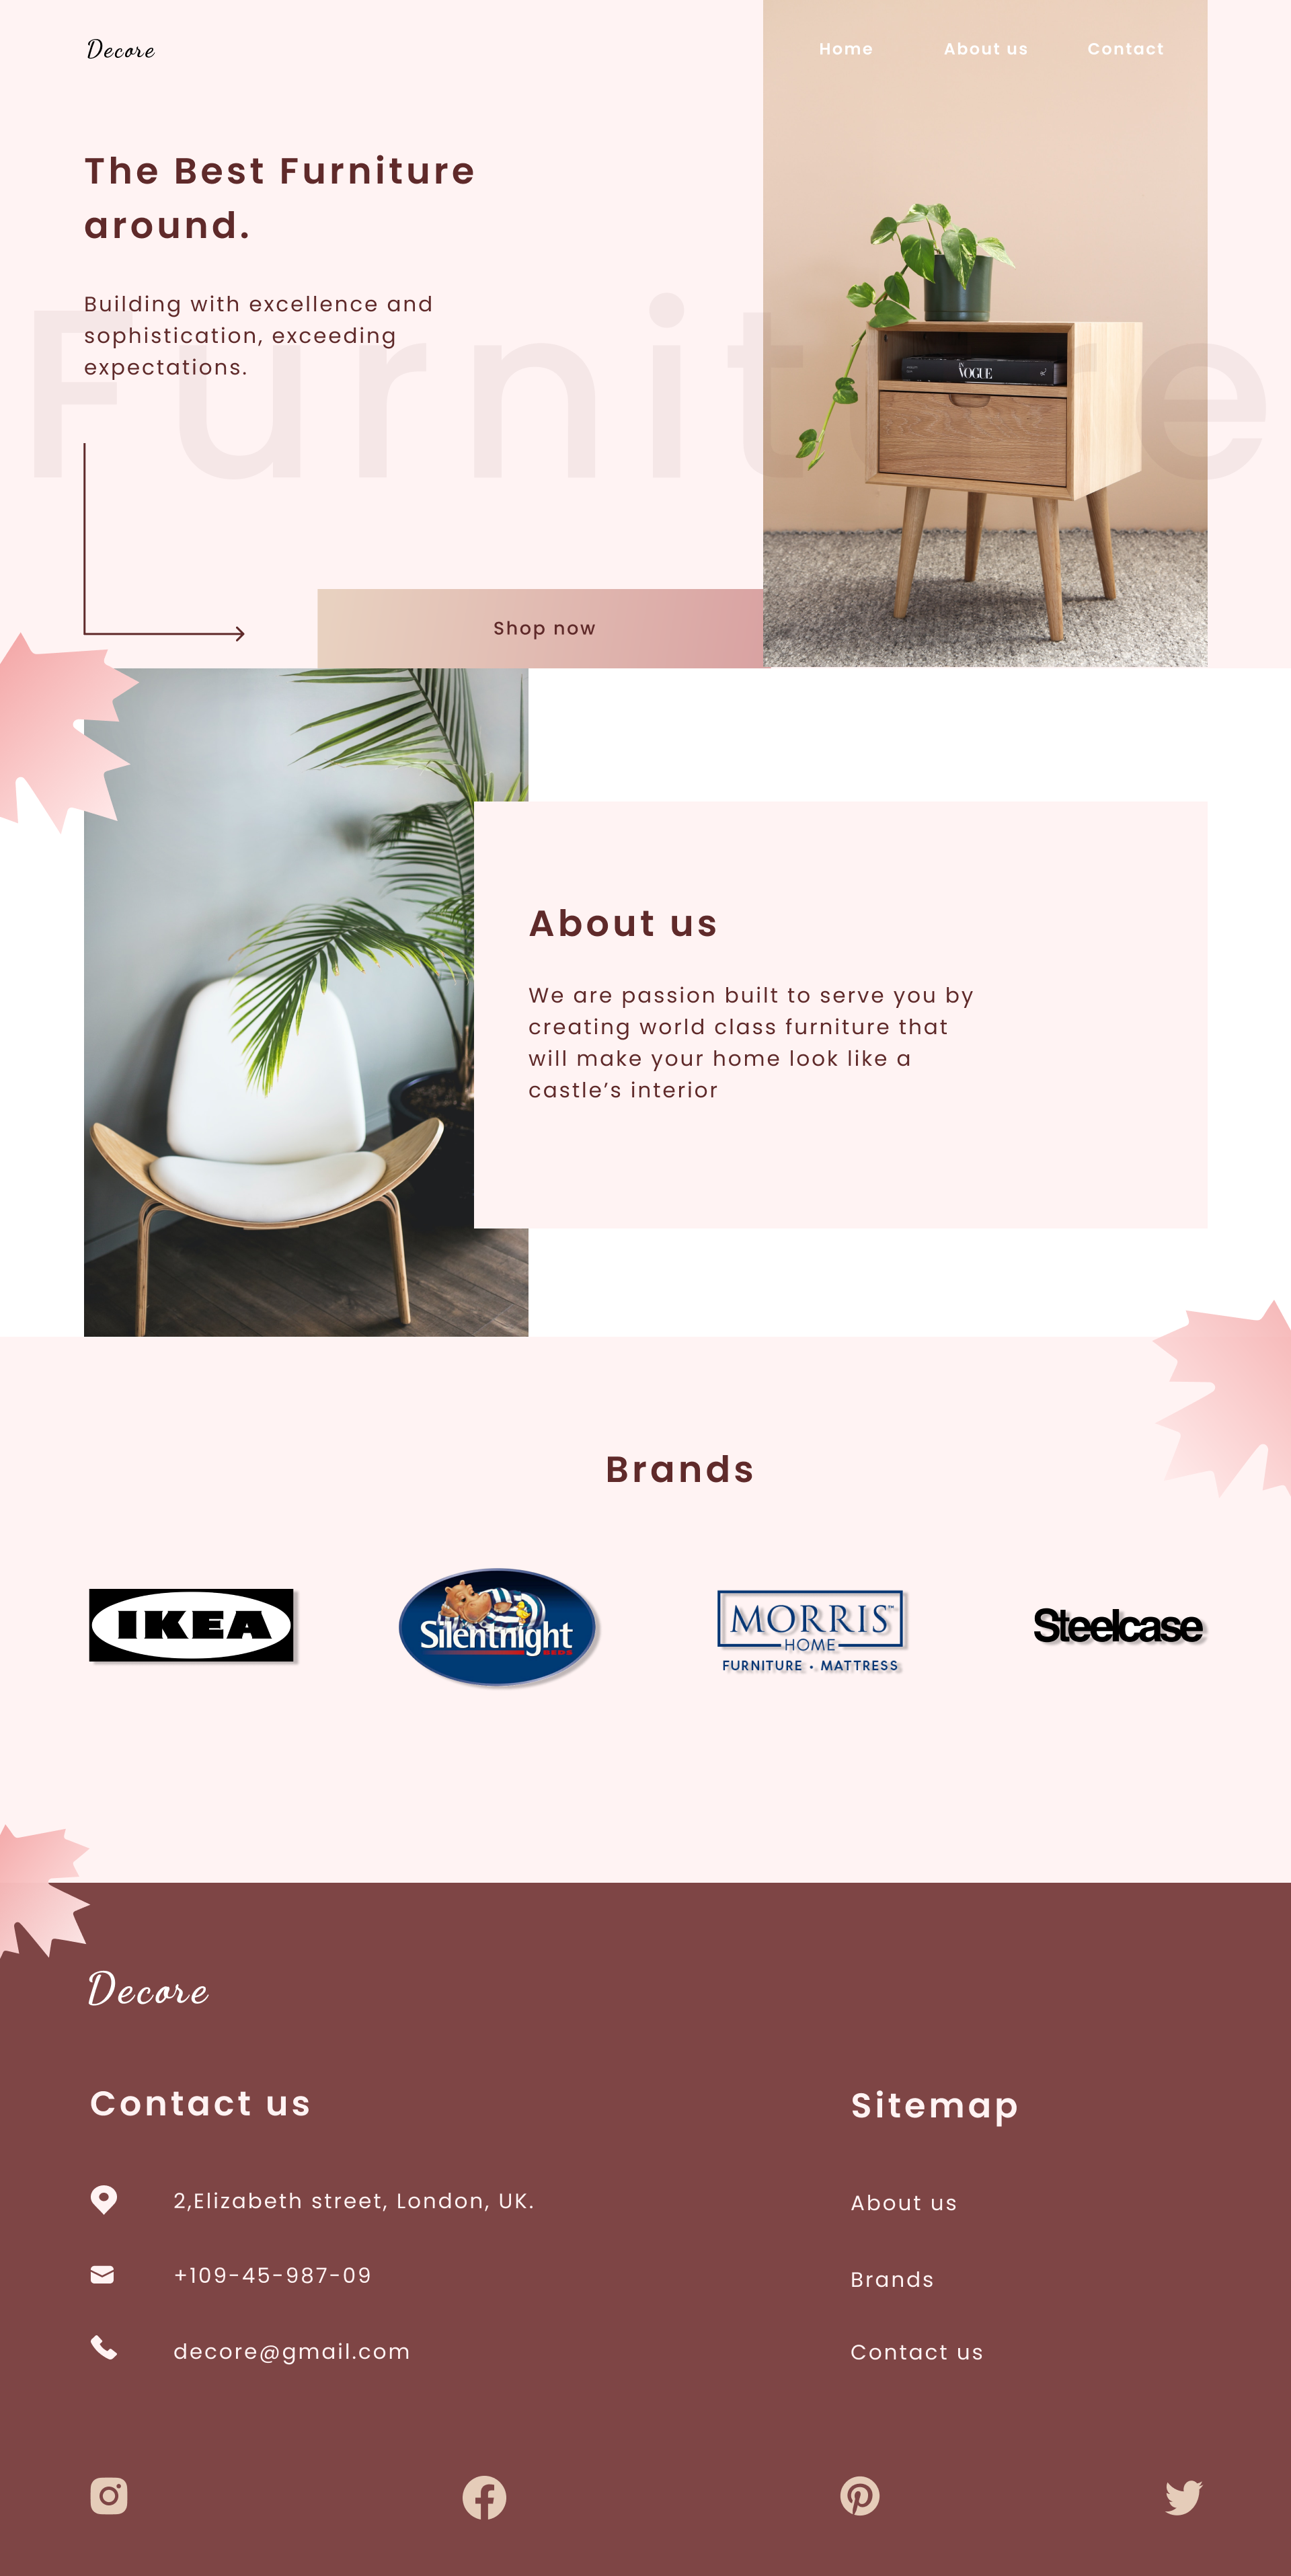 Decore
Home
About us
Contact
The Best Furniture
around.
Building with excellence and
sophistication, exceeding
expectations.
Furniture
VOGUE
Shop now
About us
We are passion built to serve you by
creating world class furniture that
will make your home look like a
castle’s interior
Brands
IKEA
Silentnight
BEDS
MORRIS™
HOME
FURNITURE • MATTRESS
Steelcase
Decore
Contact us
2,Elizabeth street, London, UK.
+109-45-987-09
decore@gmail.com
Sitemap
About us
Brands
Contact us